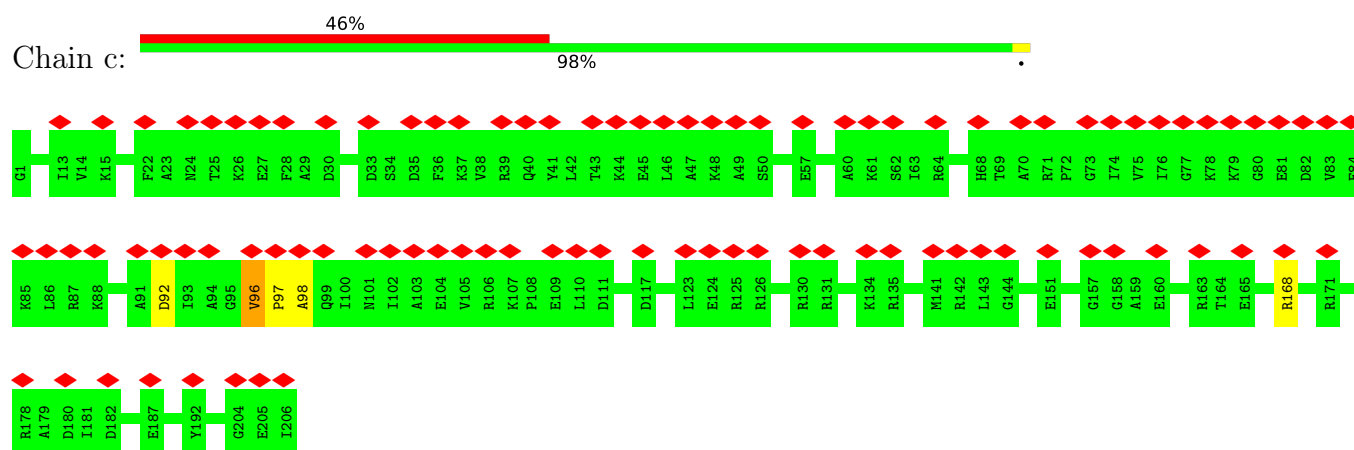 46%
Chain c:
98%
.
G1 I13 V14 K15 F22 A23 N24 T25 K26 E27 F28 A29 D30 D33 S34 D35 F36 K37 V38 R39 Q40 Y41 L42 T43 K44 E45 L46 A47 K48 A49 S50 E57 A60 K61 S62 I63 R64 H68 T69 A70 R71 P72 G73 I74 V75 I76 G77 K78 K79 G80 E81 D82 V83 E84
K85 L86 R87 K88 A91 D92 I93 A94 G95 V96 P97 A98 Q99 I100 N101 I102 A103 E104 V105 R106 K107 P108 E109 L110 D111 D117 L123 E124 R125 R126 R130 R131 K134 R135 M141 R142 L143 G144 E151 G157 G158 A159 E160 R163 T164 E165 R168 R171
R178 A179 D180 I181 D182 E187 Y192 G204 E205 I206